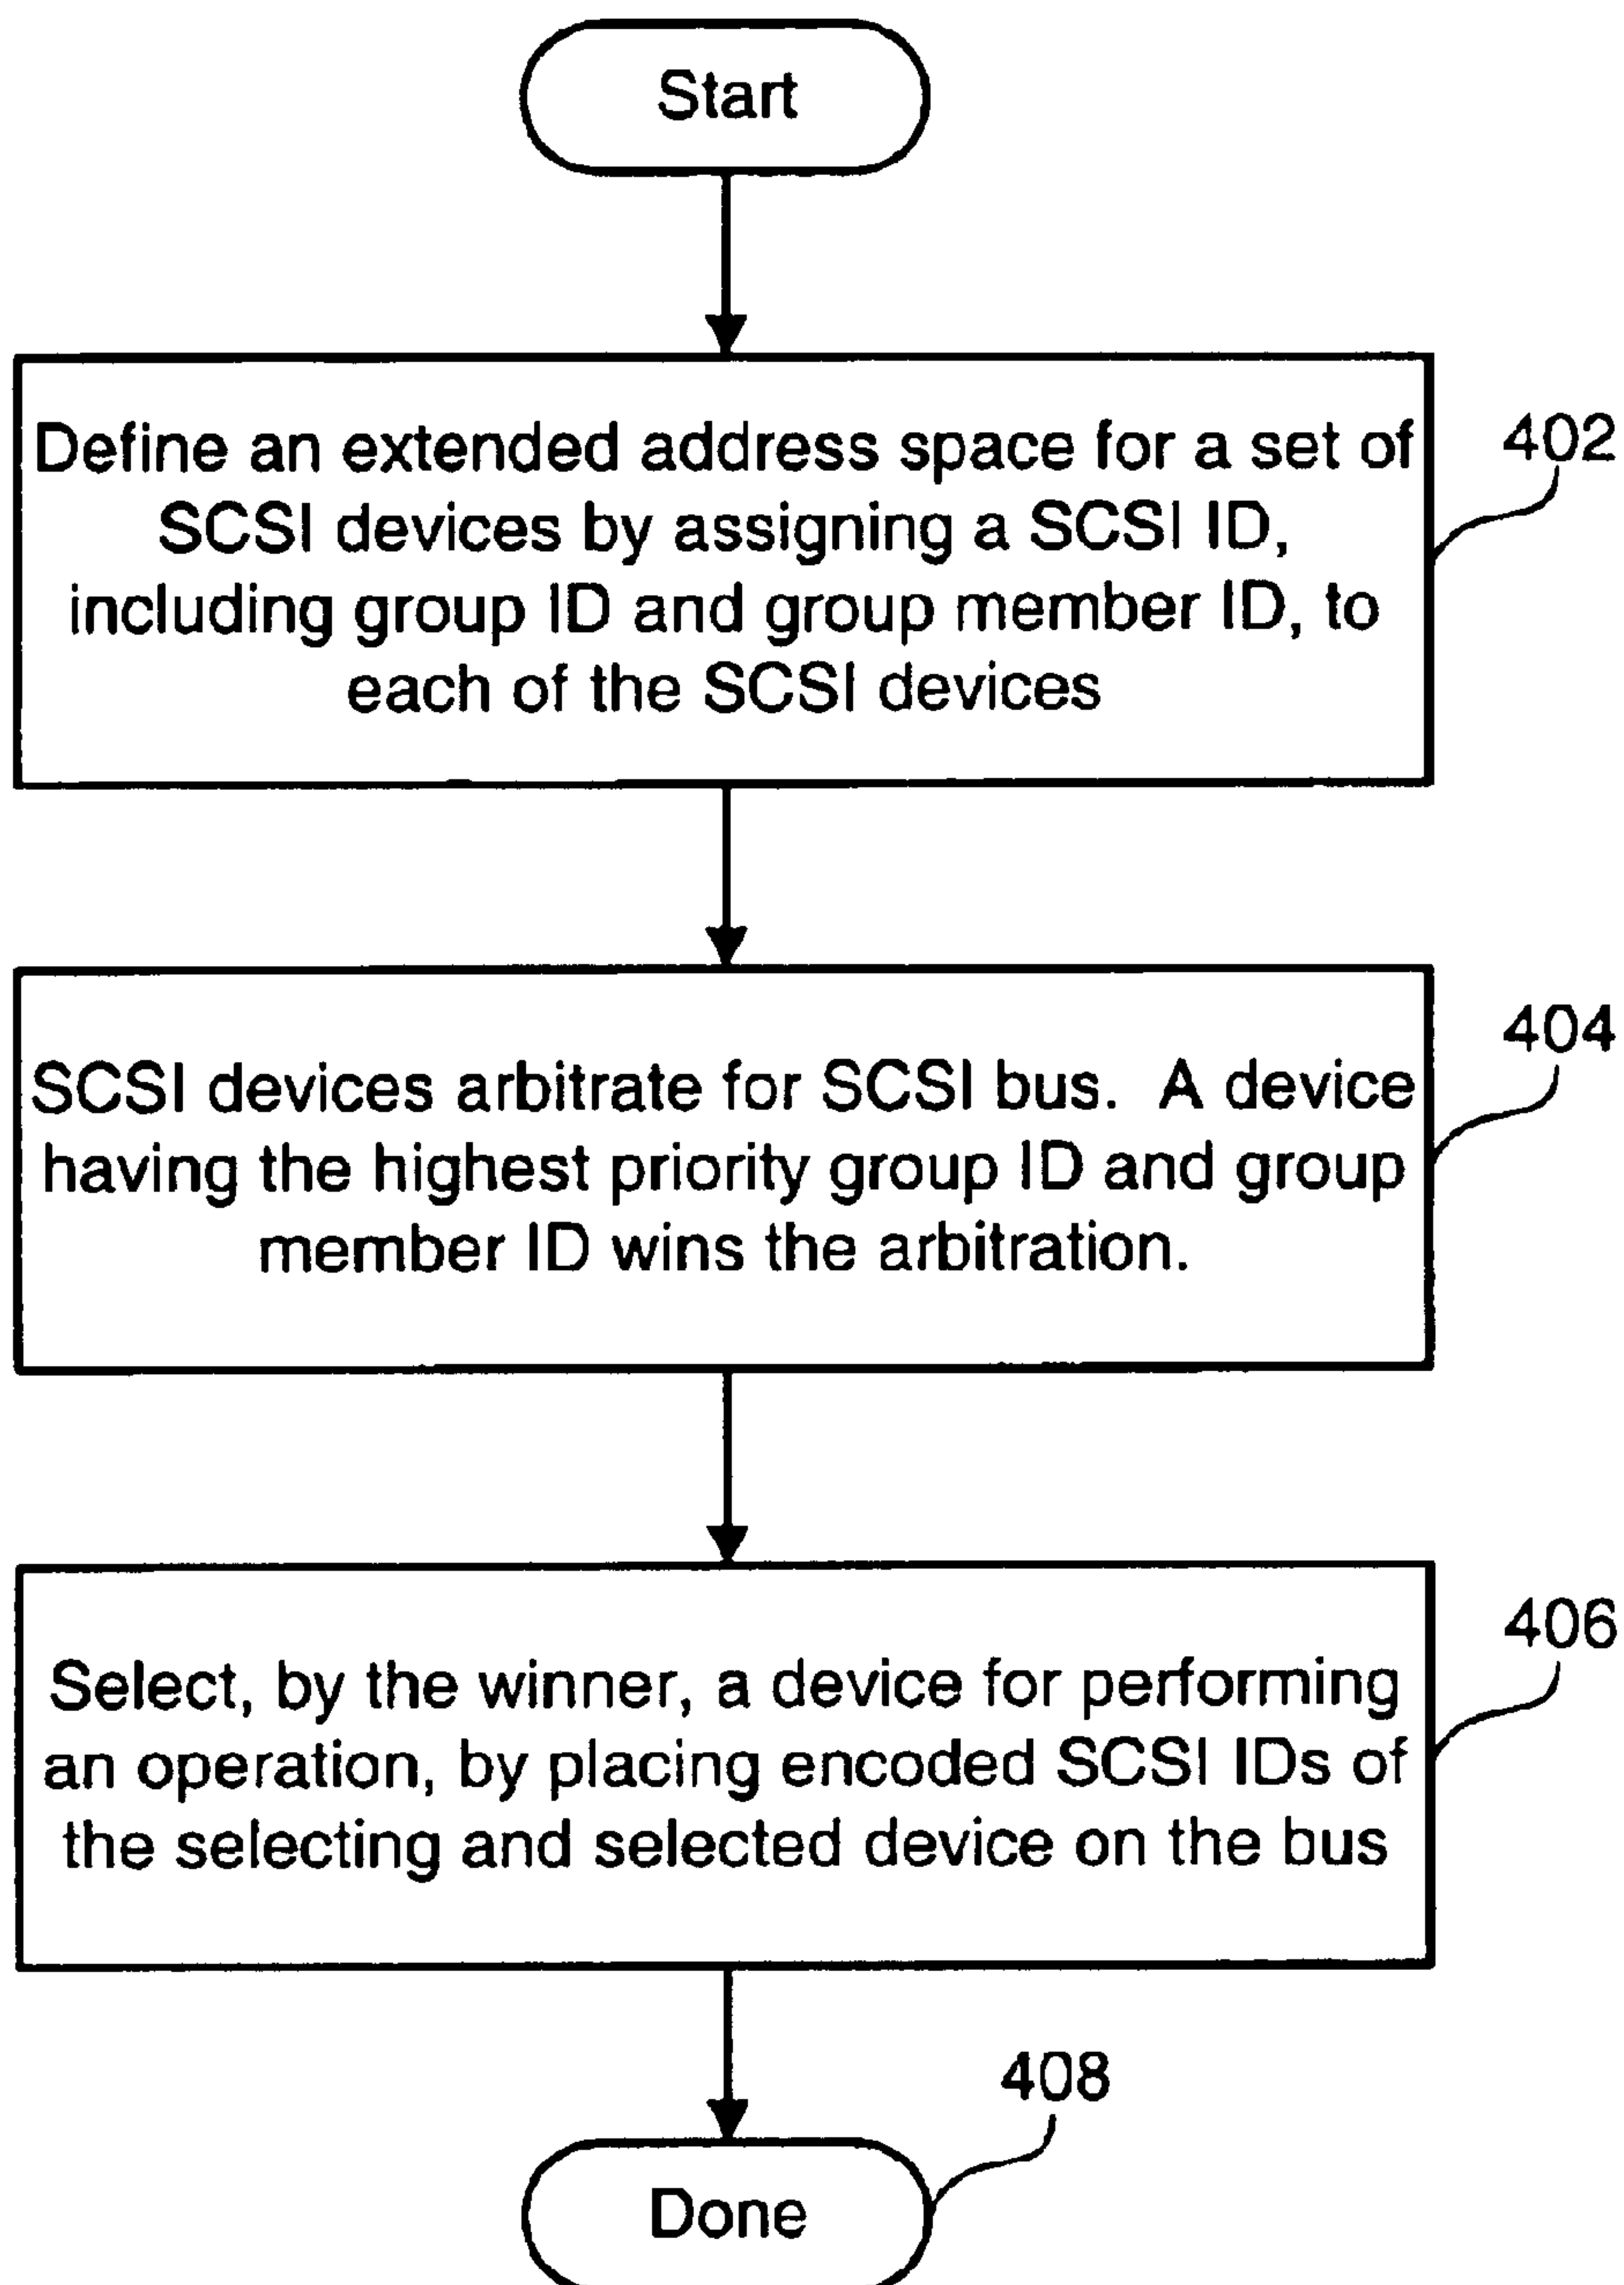 Start
Define an extended address space for a set of
SCSI devices by assigning a SCSI ID,
including group ID and group member ID, to
each of the SCSI devices
402
SCSI devices arbitrate for SCSI bus. A device
having the highest priority group ID and group
member ID wins the arbitration.
404
Select, by the winner, a device for performing
an operation, by placing encoded SCSI IDs of
the selecting and selected device on the bus
406
Done
408